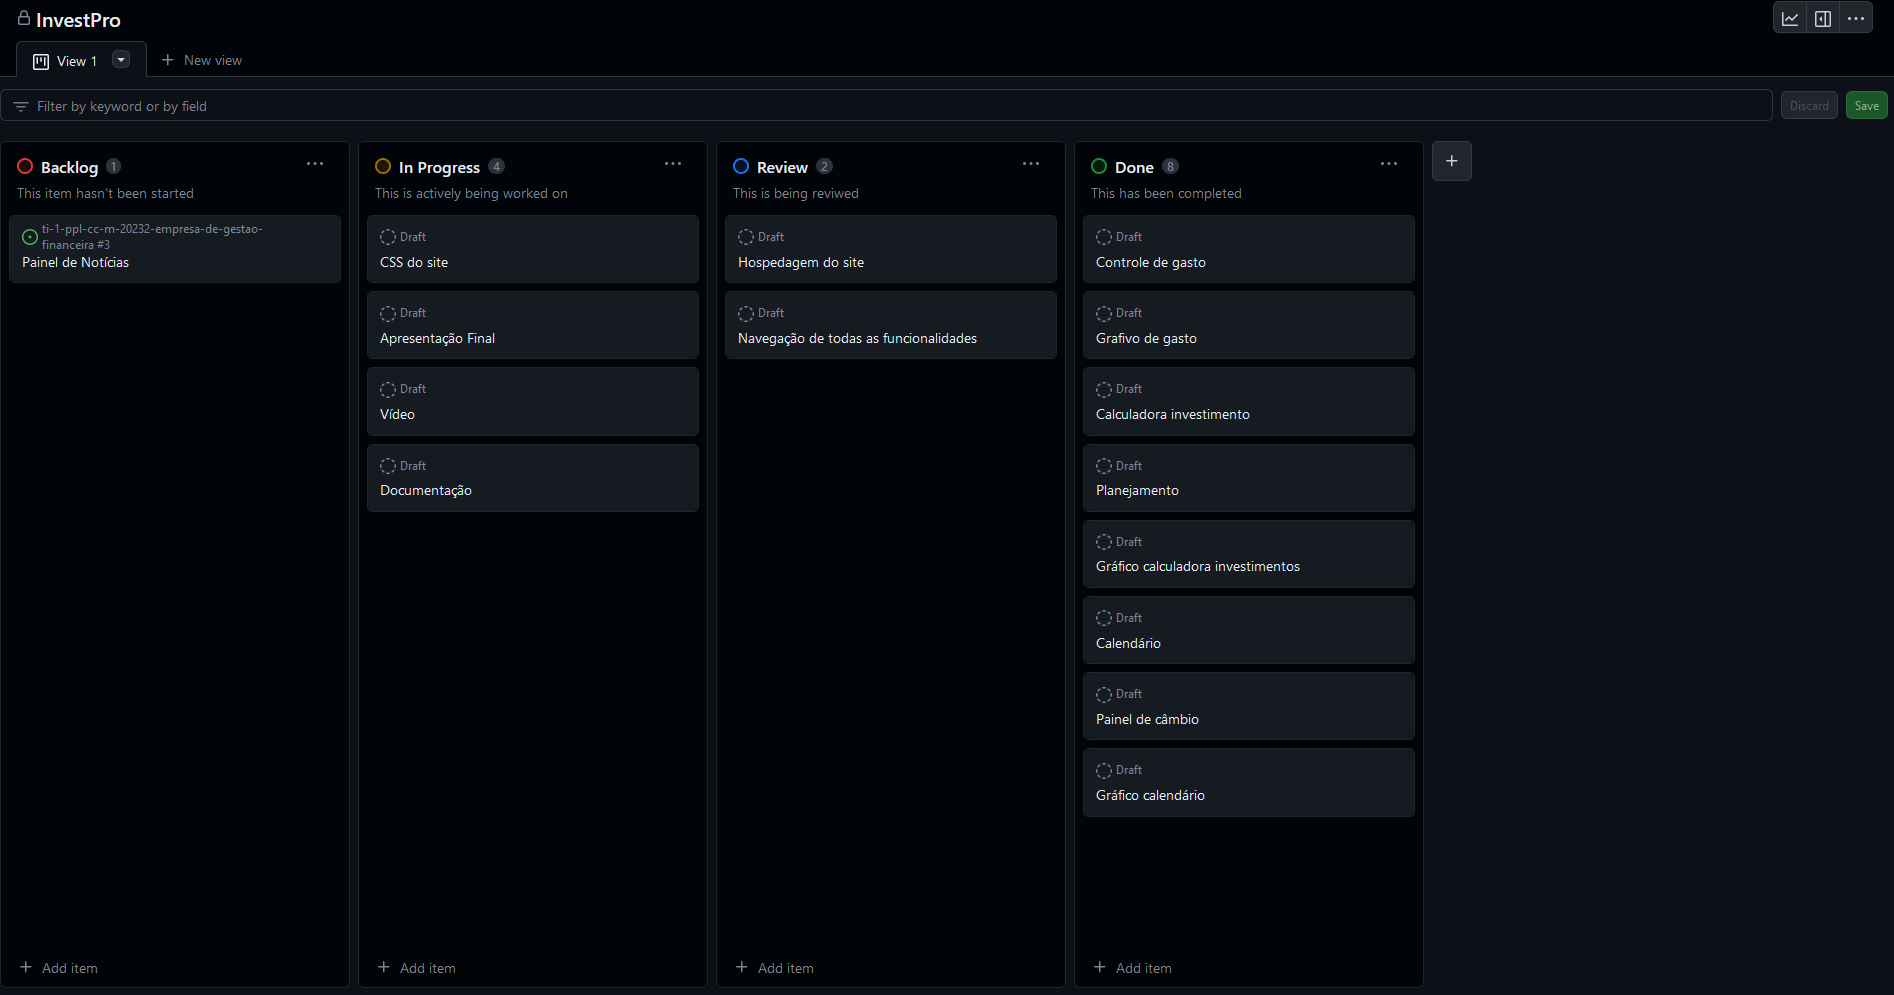 InvestPro
View 1
New view
Filter by keyword or by field
Discard
Save
Backlog 1
This item hasn't been started
ti-1-ppl-cc-m-20232-empresa-de-gestao-
financeira #3
Painel de Notícias
Add item
In Progress 4
This is actively being worked on
Draft
CSS do site
Draft
Apresentação Final
Draft
Vídeo
Draft
Documentação
Add item
Review 2
This is being reviwed
Draft
Hospedagem do site
Draft
Navegação de todas as funcionalidades
Add item
Done 8
This has been completed
Draft
Controle de gasto
Draft
Grafivo de gasto
Draft
Calculadora investimento
Draft
Planejamento
Draft
Gráfico calculadora investimentos
Draft
Calendário
Draft
Painel de câmbio
Draft
Gráfico calendário
Add item